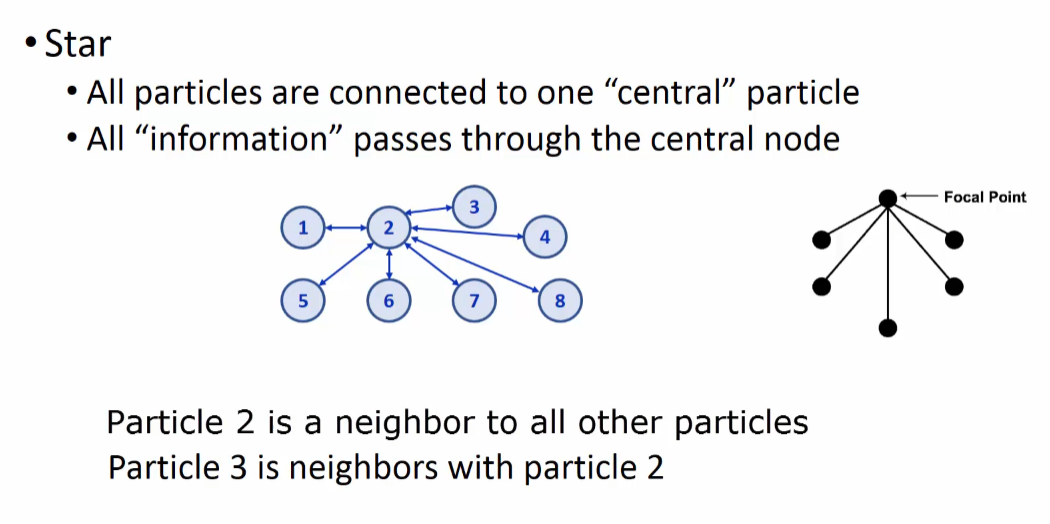 • Star
• All particles are connected to one “central” particle
• All “information” passes through the central node
3
1
2
4
Focal Point
5
6
7
8
Particle 2 is a neighbor to all other particles
Particle 3 is neighbors with particle 2